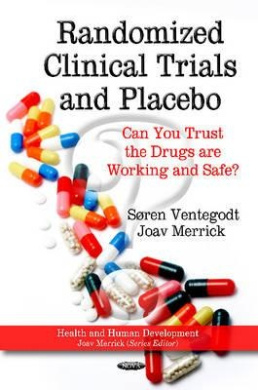 Randomized
Clinical Trials
and Placebo
Can You Trust
the Drugs are
Working and Safe?
Søren Ventegodt
Joav Merrick
Health and Human Development
Joav Merrick (Series Editor)